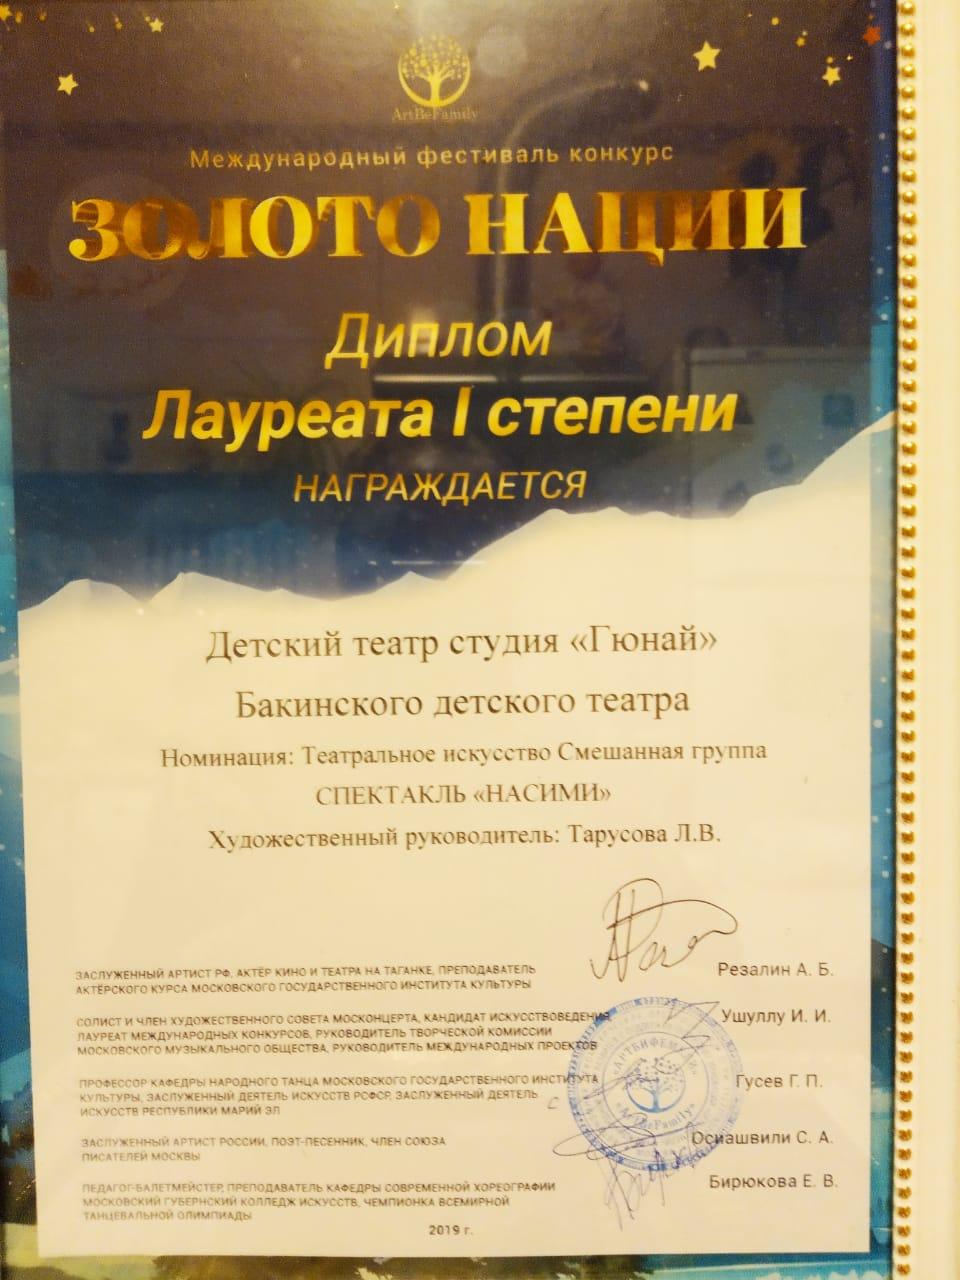 ArtBeFamily
Международный фестиваль конкурс
ЗОЛОТО НАЦИИ
Диплом
Лауреата I степени
НАГРАЖДАЕТСЯ
Детский театр студия «Гюнай»
Бакинского детского театра
Номинация: Театральное искусство Смешанная группа
СПЕКТАКЛЬ «НАСИМИ»
Художественный руководитель: Тарусова Л.В.
ЗАСЛУЖЕННЫЙ АРТИСТ РФ, АКТЁР КИНО И ТЕАТРА НА ТАГАНКЕ, ПРЕПОДАВАТЕЛЬ
АКТЁРСКОГО КУРСА МОСКОВСКОГО ГОСУДАРСТВЕННОГО ИНСТИТУТА КУЛЬТУРЫ
Резалин А. Б.
СОЛИСТ И ЧЛЕН ХУДОЖЕСТВЕННОГО СОВЕТА МОСКОНЦЕРТА, КАНДИДАТ ИСКУССТВОВЕДЕНИЯ,
ЛАУРЕАТ МЕЖДУНАРОДНЫХ КОНКУРСОВ, РУКОВОДИТЕЛЬ ТВОРЧЕСКОЙ КОМИССИИ
МОСКОВСКОГО МУЗЫКАЛЬНОГО ОБЩЕСТВА, РУКОВОДИТЕЛЬ МЕЖДУНАРОДНЫХ ПРОЕКТОВ
Ушуллу И. И.
ПРОФЕССОР КАФЕДРЫ НАРОДНОГО ТАНЦА МОСКОВСКОГО ГОСУДАРСТВЕННОГО ИНСТИТУТА
КУЛЬТУРЫ, ЗАСЛУЖЕННЫЙ ДЕЯТЕЛЬ ИСКУССТВ РСФСР, ЗАСЛУЖЕННЫЙ ДЕЯТЕЛЬ
ИСКУССТВ РЕСПУБЛИКИ МАРИЙ ЭЛ
Гусев Г. П.
ЗАСЛУЖЕННЫЙ АРТИСТ РОССИИ, ПОЭТ-ПЕСЕННИК, ЧЛЕН СОЮЗА
ПИСАТЕЛЕЙ МОСКВЫ
Осиашвили С. А.
ПЕДАГОГ-БАЛЕТМЕЙСТЕР, ПРЕПОДАВАТЕЛЬ КАФЕДРЫ СОВРЕМЕННОЙ ХОРЕОГРАФИИ
МОСКОВСКИЙ ГУБЕРНСКИЙ КОЛЛЕДЖ ИСКУССТВ, ЧЕМПИОНКА ВСЕМИРНОЙ
ТАНЦЕВАЛЬНОЙ ОЛИМПИАДЫ
Бирюкова Е. В.
«АРТБИФЕМЕЛИ»
«ArtBeFamily»
2019 г.